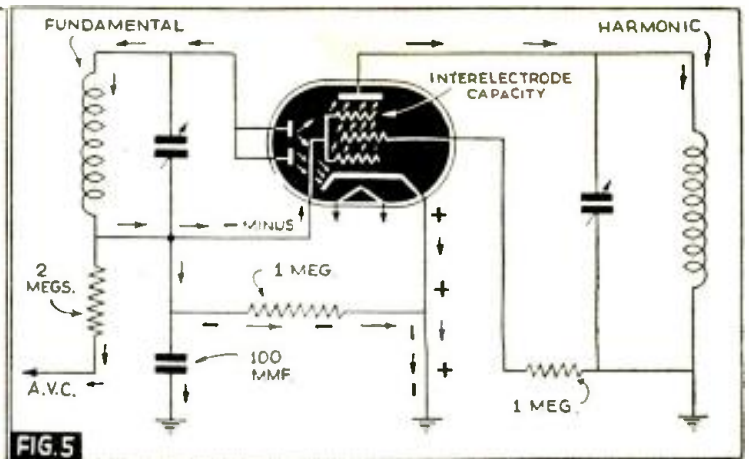 FUNDAMENTAL
HARMONIC
INTERELECTRODE
CAPACITY
- MINUS
+
2
MEGS.
1 MEG.
+
- -
-
-
+
100
MMF.
A.V.C.
1 MEG.
FIG.5